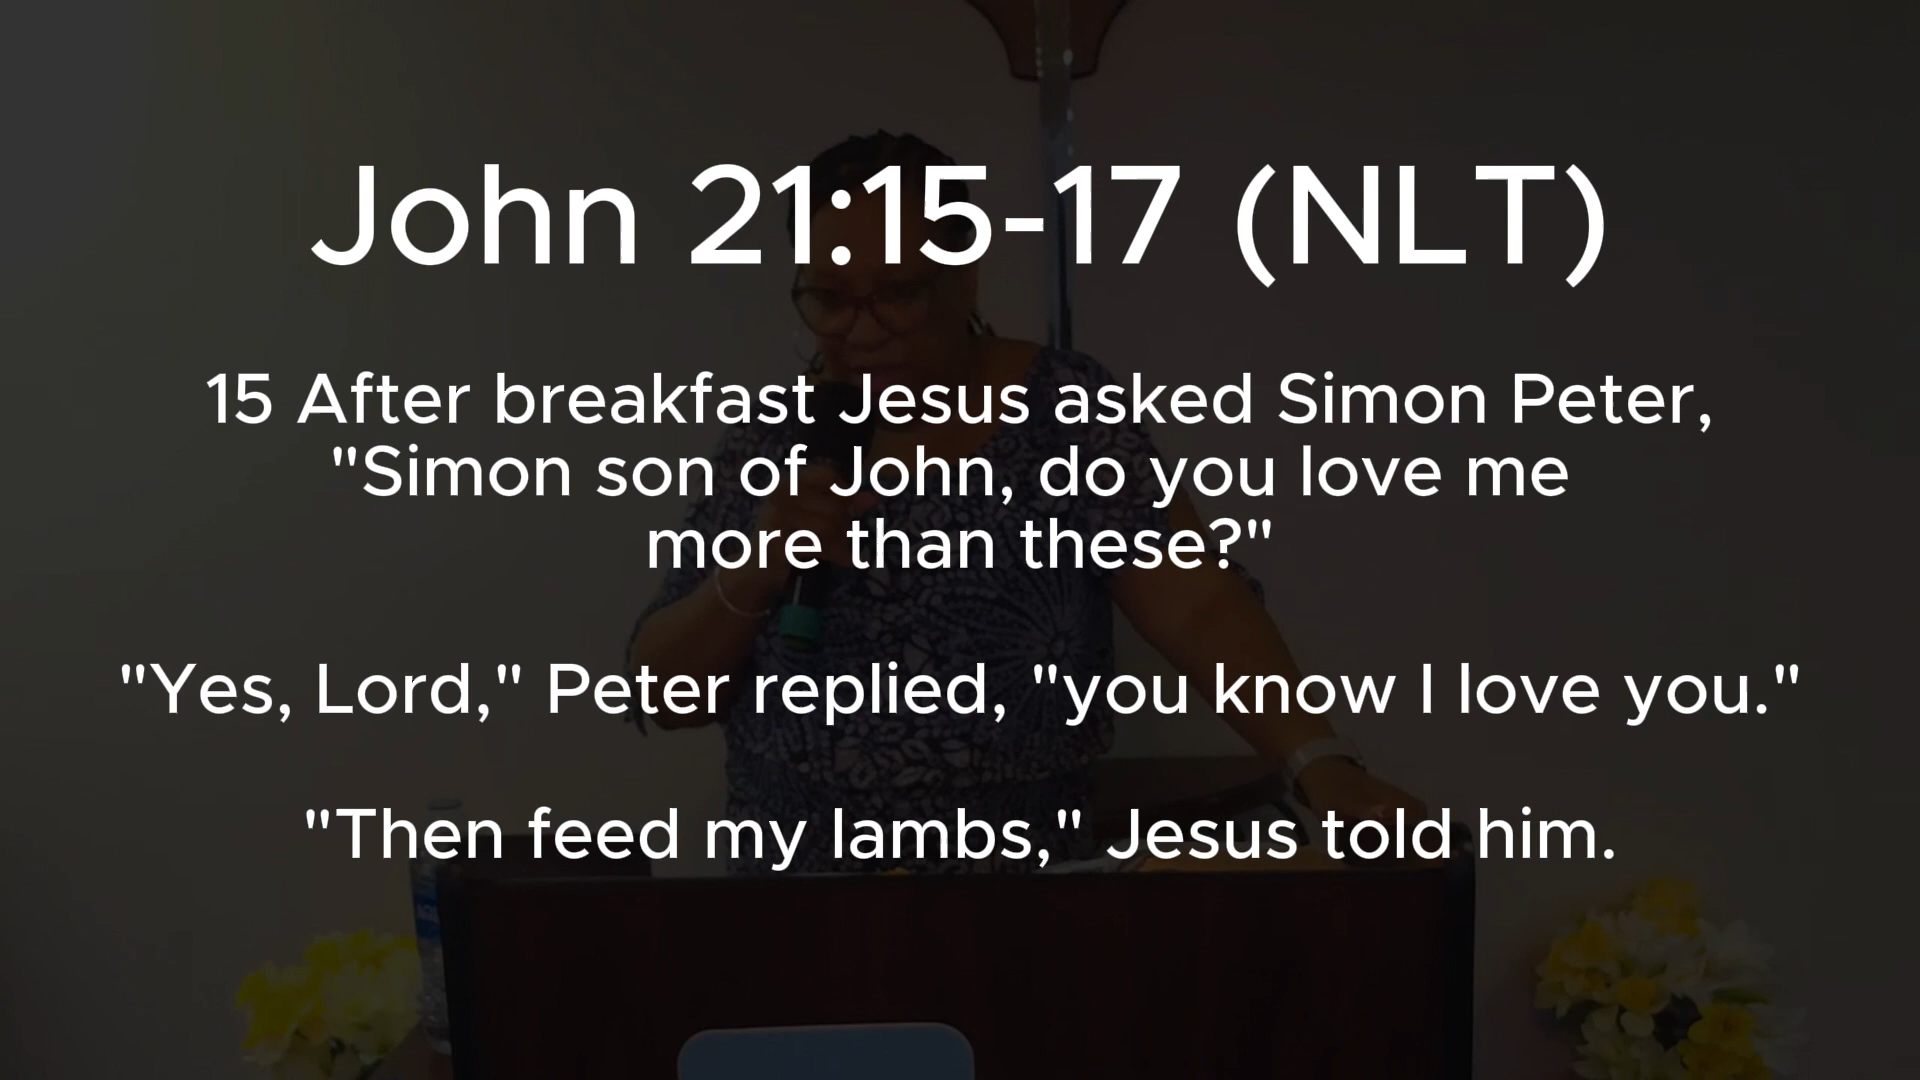 John 21:15-17 (NLT)
15 After breakfast Jesus asked Simon Peter,
"Simon son of John, do you love me
more than these?"
"Yes, Lord," Peter replied, "you know I love you."
"Then feed my lambs," Jesus told him.